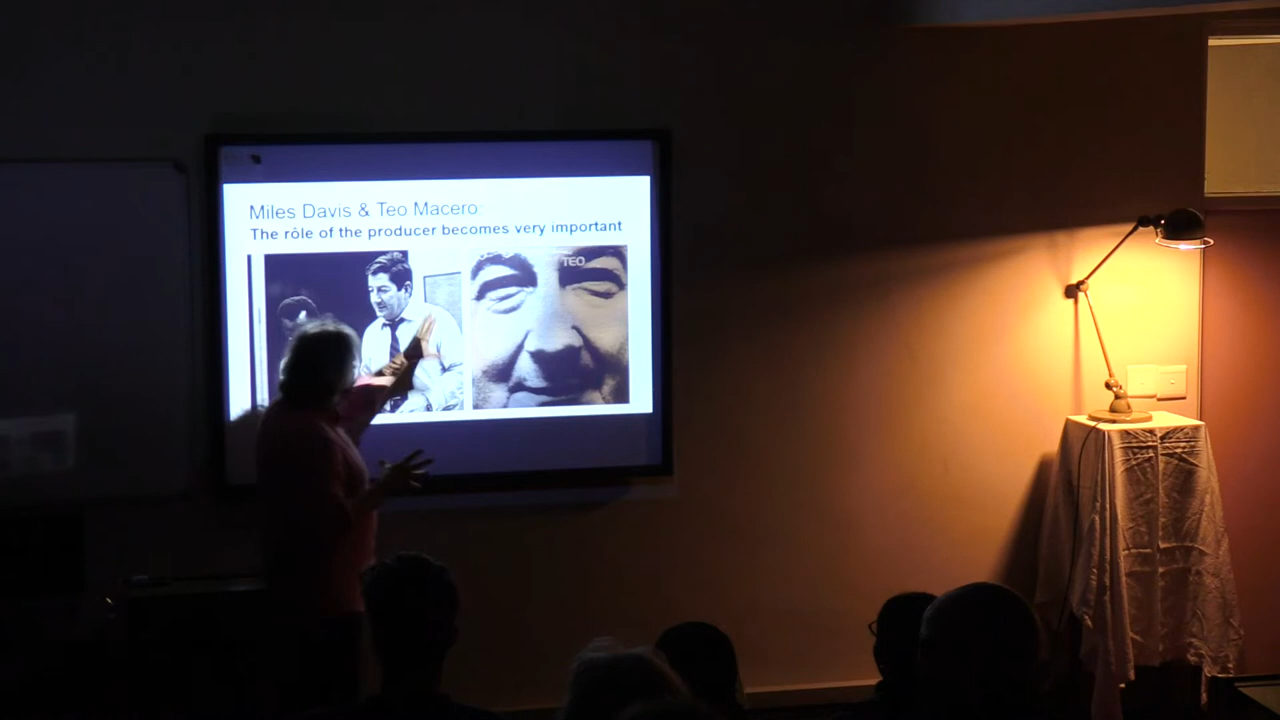 Miles Davis & Teo Macero
The rôle of the producer becomes very important
TEO